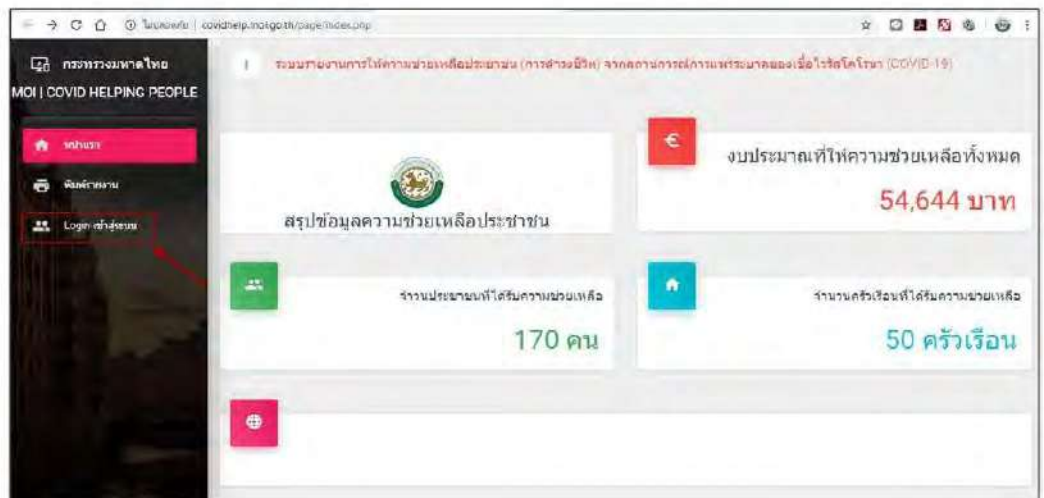 ไม่ปลอดภัย | covidhelp.moi.go.th/page/index.php
กระทรวงมหาดไทย
MOI | COVID HELPING PEOPLE
หน้าแรก
พิมพ์รายงาน
Login เข้าสู่ระบบ
ระบบรายงานการให้ความช่วยเหลือประชาชน (การดำรงชีวิต) จากสถานการณ์การแพร่ระบาดของเชื้อไวรัสโคโรนา (COVID-19)
สรุปข้อมูลความช่วยเหลือประชาชน
งบประมาณที่ให้ความช่วยเหลือทั้งหมด
54,644 บาท
จำนวนประชาชนที่ได้รับความช่วยเหลือ
170 คน
จำนวนครัวเรือนที่ได้รับความช่วยเหลือ
50 ครัวเรือน